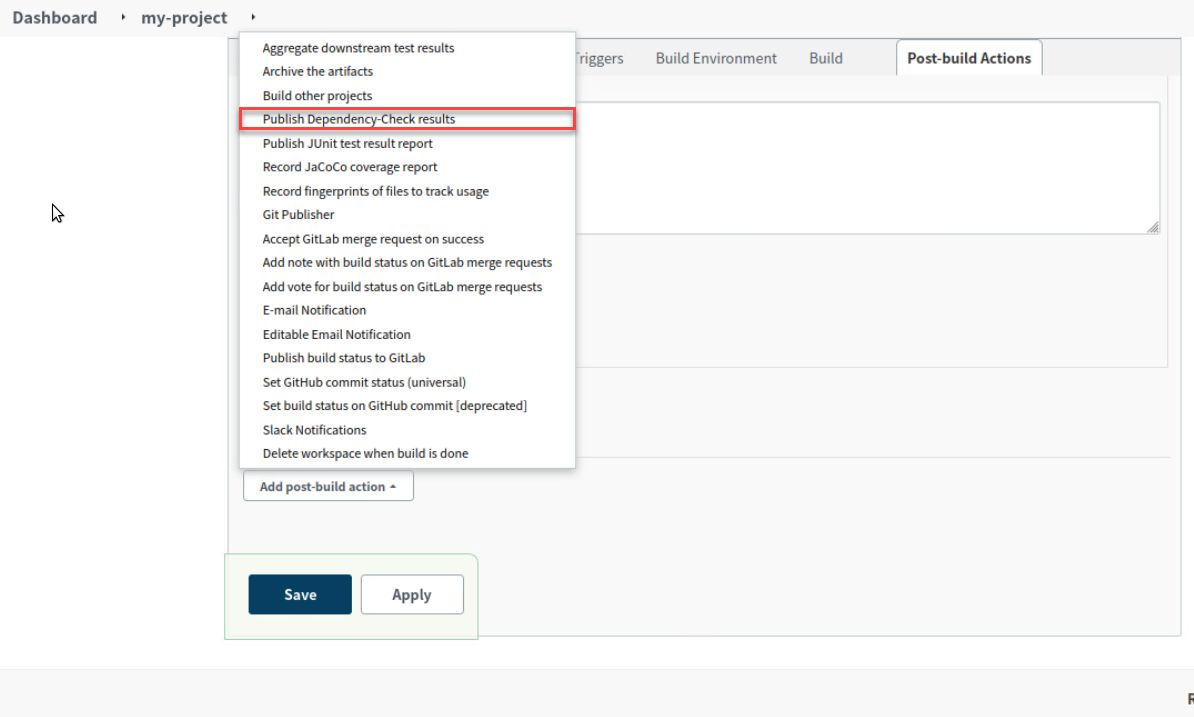 Dashboard my-project
Triggers Build Environment Build Post-build Actions
Aggregate downstream test results
Archive the artifacts
Build other projects
Publish Dependency-Check results
Publish JUnit test result report
Record JaCoCo coverage report
Record fingerprints of files to track usage
Git Publisher
Accept GitLab merge request on success
Add note with build status on GitLab merge requests
Add vote for build status on GitLab merge requests
E-mail Notification
Editable Email Notification
Publish build status to GitLab
Set GitHub commit status (universal)
Set build status on GitHub commit [deprecated]
Slack Notifications
Delete workspace when build is done
Add post-build action
Save Apply